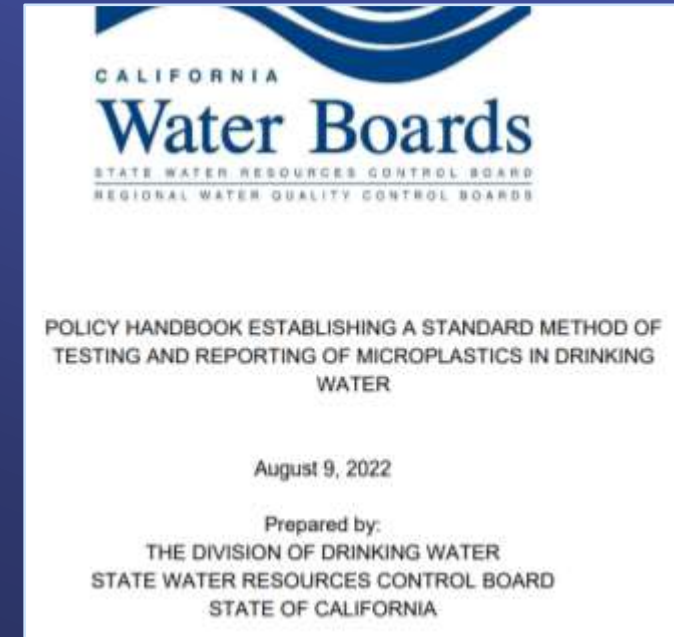 CALIFORNIA
Water Boards
STATE WATER RESOURCES CONTROL BOARD
REGIONAL WATER QUALITY CONTROL BOARDS
POLICY HANDBOOK ESTABLISHING A STANDARD METHOD OF
TESTING AND REPORTING OF MICROPLASTICS IN DRINKING
WATER
August 9, 2022
Prepared by:
THE DIVISION OF DRINKING WATER
STATE WATER RESOURCES CONTROL BOARD
STATE OF CALIFORNIA